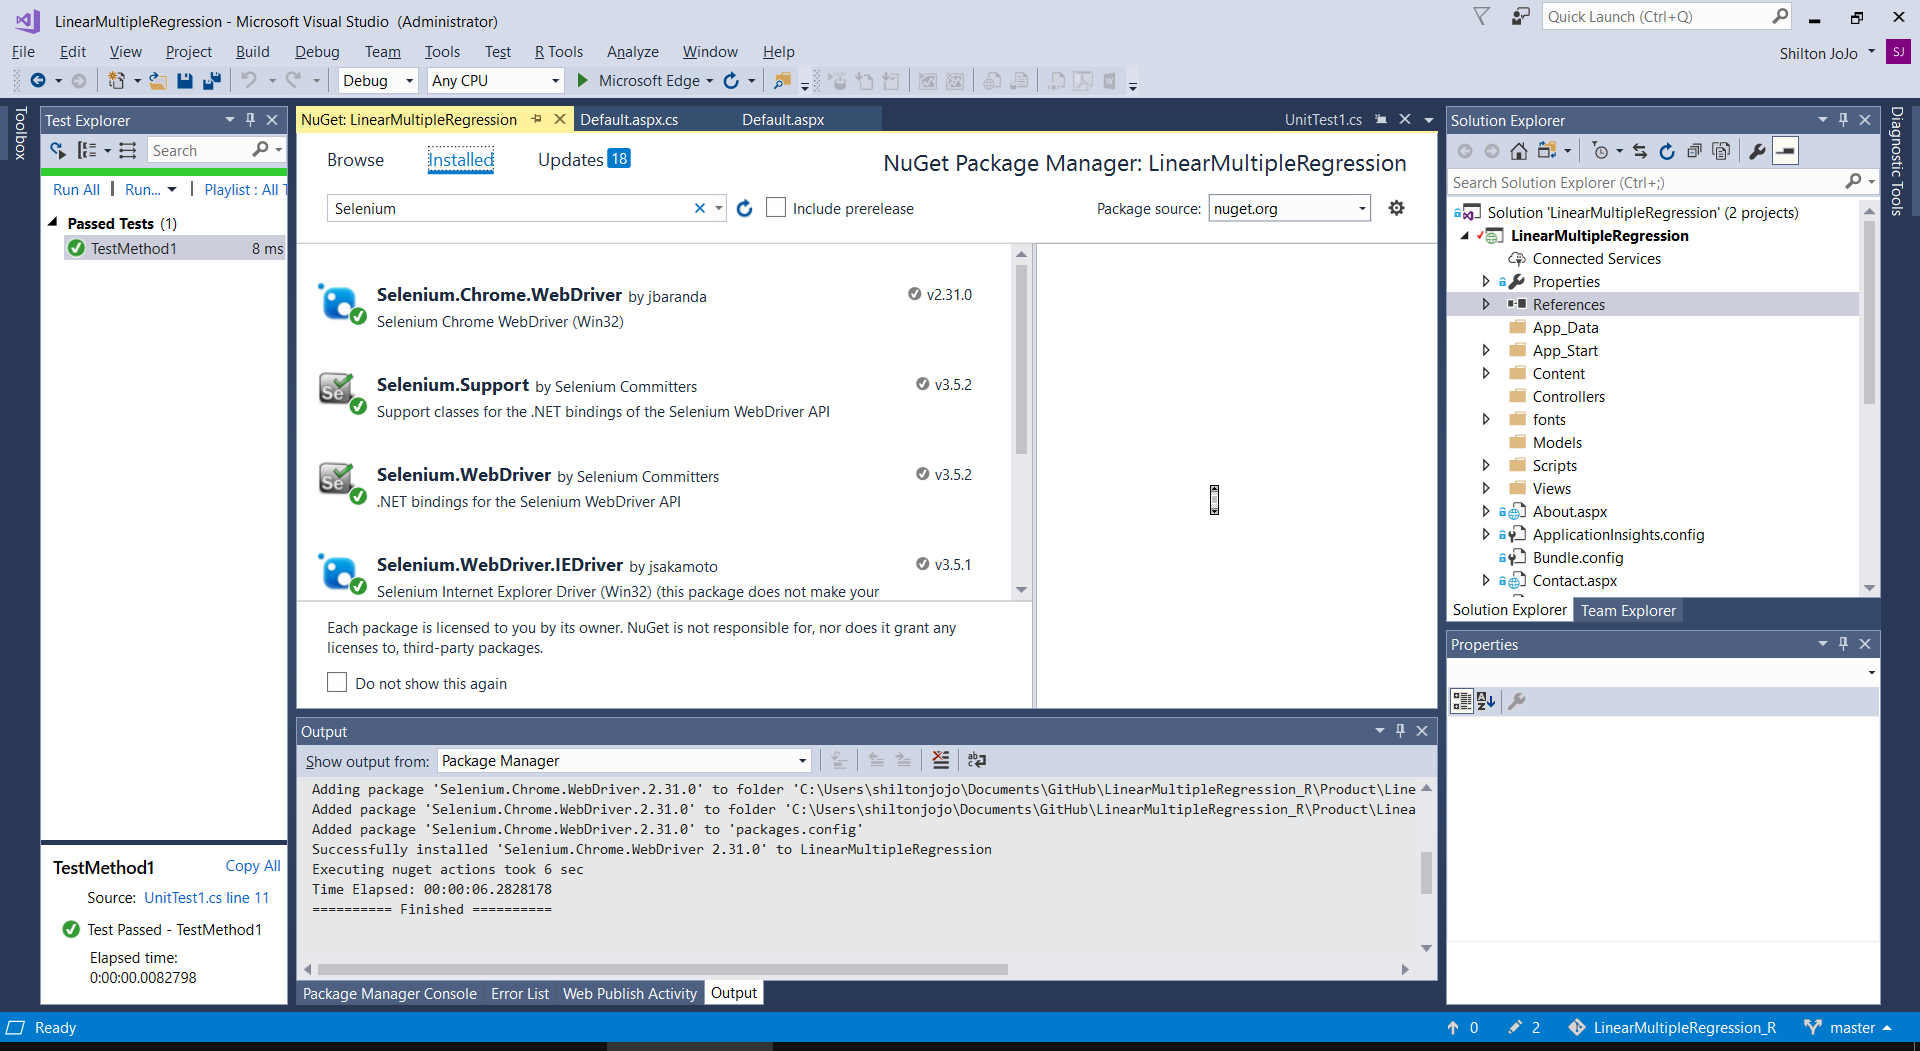 LinearMultipleRegression - Microsoft Visual Studio (Administrator)
Quick Launch (Ctrl+Q)
File Edit View Project Build Debug Team Tools Test R Tools Analyze Window Help
Shilton JoJo SJ
Debug Any CPU Microsoft Edge
Toolbox
Test Explorer
Search
Run All | Run... | Playlist : All T
Passed Tests (1)
TestMethod1 8 ms
TestMethod1 Copy All
Source: UnitTest1.cs line 11
Test Passed - TestMethod1
Elapsed time:
0:00:00.0082798
NuGet: LinearMultipleRegression Default.aspx.cs Default.aspx UnitTest1.cs
Browse Installed Updates 18
NuGet Package Manager: LinearMultipleRegression
Selenium
Include prerelease
Package source: nuget.org
Selenium.Chrome.WebDriver by jbaranda v2.31.0
Selenium Chrome WebDriver (Win32)
Selenium.Support by Selenium Committers v3.5.2
Support classes for the .NET bindings of the Selenium WebDriver API
Selenium.WebDriver by Selenium Committers v3.5.2
.NET bindings for the Selenium WebDriver API
Selenium.WebDriver.IEDriver by jsakamoto v3.5.1
Selenium Internet Explorer Driver (Win32) (this package does not make your
Each package is licensed to you by its owner. NuGet is not responsible for, nor does it grant any
licenses to, third-party packages.
Do not show this again
Output
Show output from: Package Manager
Adding package 'Selenium.Chrome.WebDriver.2.31.0' to folder 'C:\Users\shiltonjojo\Documents\GitHub\LinearMultipleRegression_R\Product\Line
Added package 'Selenium.Chrome.WebDriver.2.31.0' to folder 'C:\Users\shiltonjojo\Documents\GitHub\LinearMultipleRegression_R\Product\Linea
Added package 'Selenium.Chrome.WebDriver.2.31.0' to 'packages.config'
Successfully installed 'Selenium.Chrome.WebDriver 2.31.0' to LinearMultipleRegression
Executing nuget actions took 6 sec
Time Elapsed: 00:00:06.2828178
========== Finished ==========
Package Manager Console Error List Web Publish Activity Output
Solution Explorer
Search Solution Explorer (Ctrl+;)
Solution 'LinearMultipleRegression' (2 projects)
LinearMultipleRegression
Connected Services
Properties
References
App_Data
App_Start
Content
Controllers
fonts
Models
Scripts
Views
About.aspx
ApplicationInsights.config
Bundle.config
Contact.aspx
Solution Explorer Team Explorer
Properties
Diagnostic Tools
Ready
0 2 LinearMultipleRegression_R master